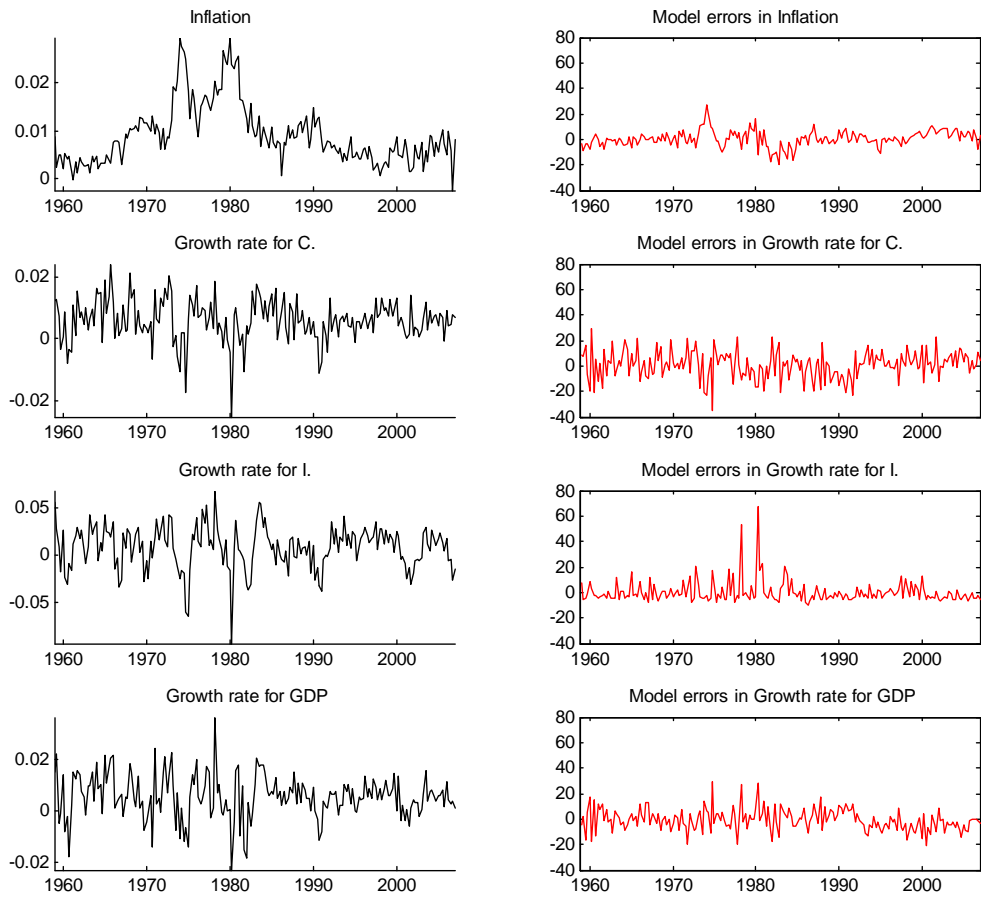 Inflation
0.02
0.01
0
1960 1970 1980 1990 2000
Model errors in Inflation
80
60
40
20
0
-20
-40
1960 1970 1980 1990 2000
Growth rate for C.
0.02
0
-0.02
1960 1970 1980 1990 2000
Model errors in Growth rate for C.
80
60
40
20
0
-20
-40
1960 1970 1980 1990 2000
Growth rate for I.
0.05
0
-0.05
1960 1970 1980 1990 2000
Model errors in Growth rate for I.
80
60
40
20
0
-20
-40
1960 1970 1980 1990 2000
Growth rate for GDP
0.02
0
-0.02
1960 1970 1980 1990 2000
Model errors in Growth rate for GDP
80
60
40
20
0
-20
-40
1960 1970 1980 1990 2000